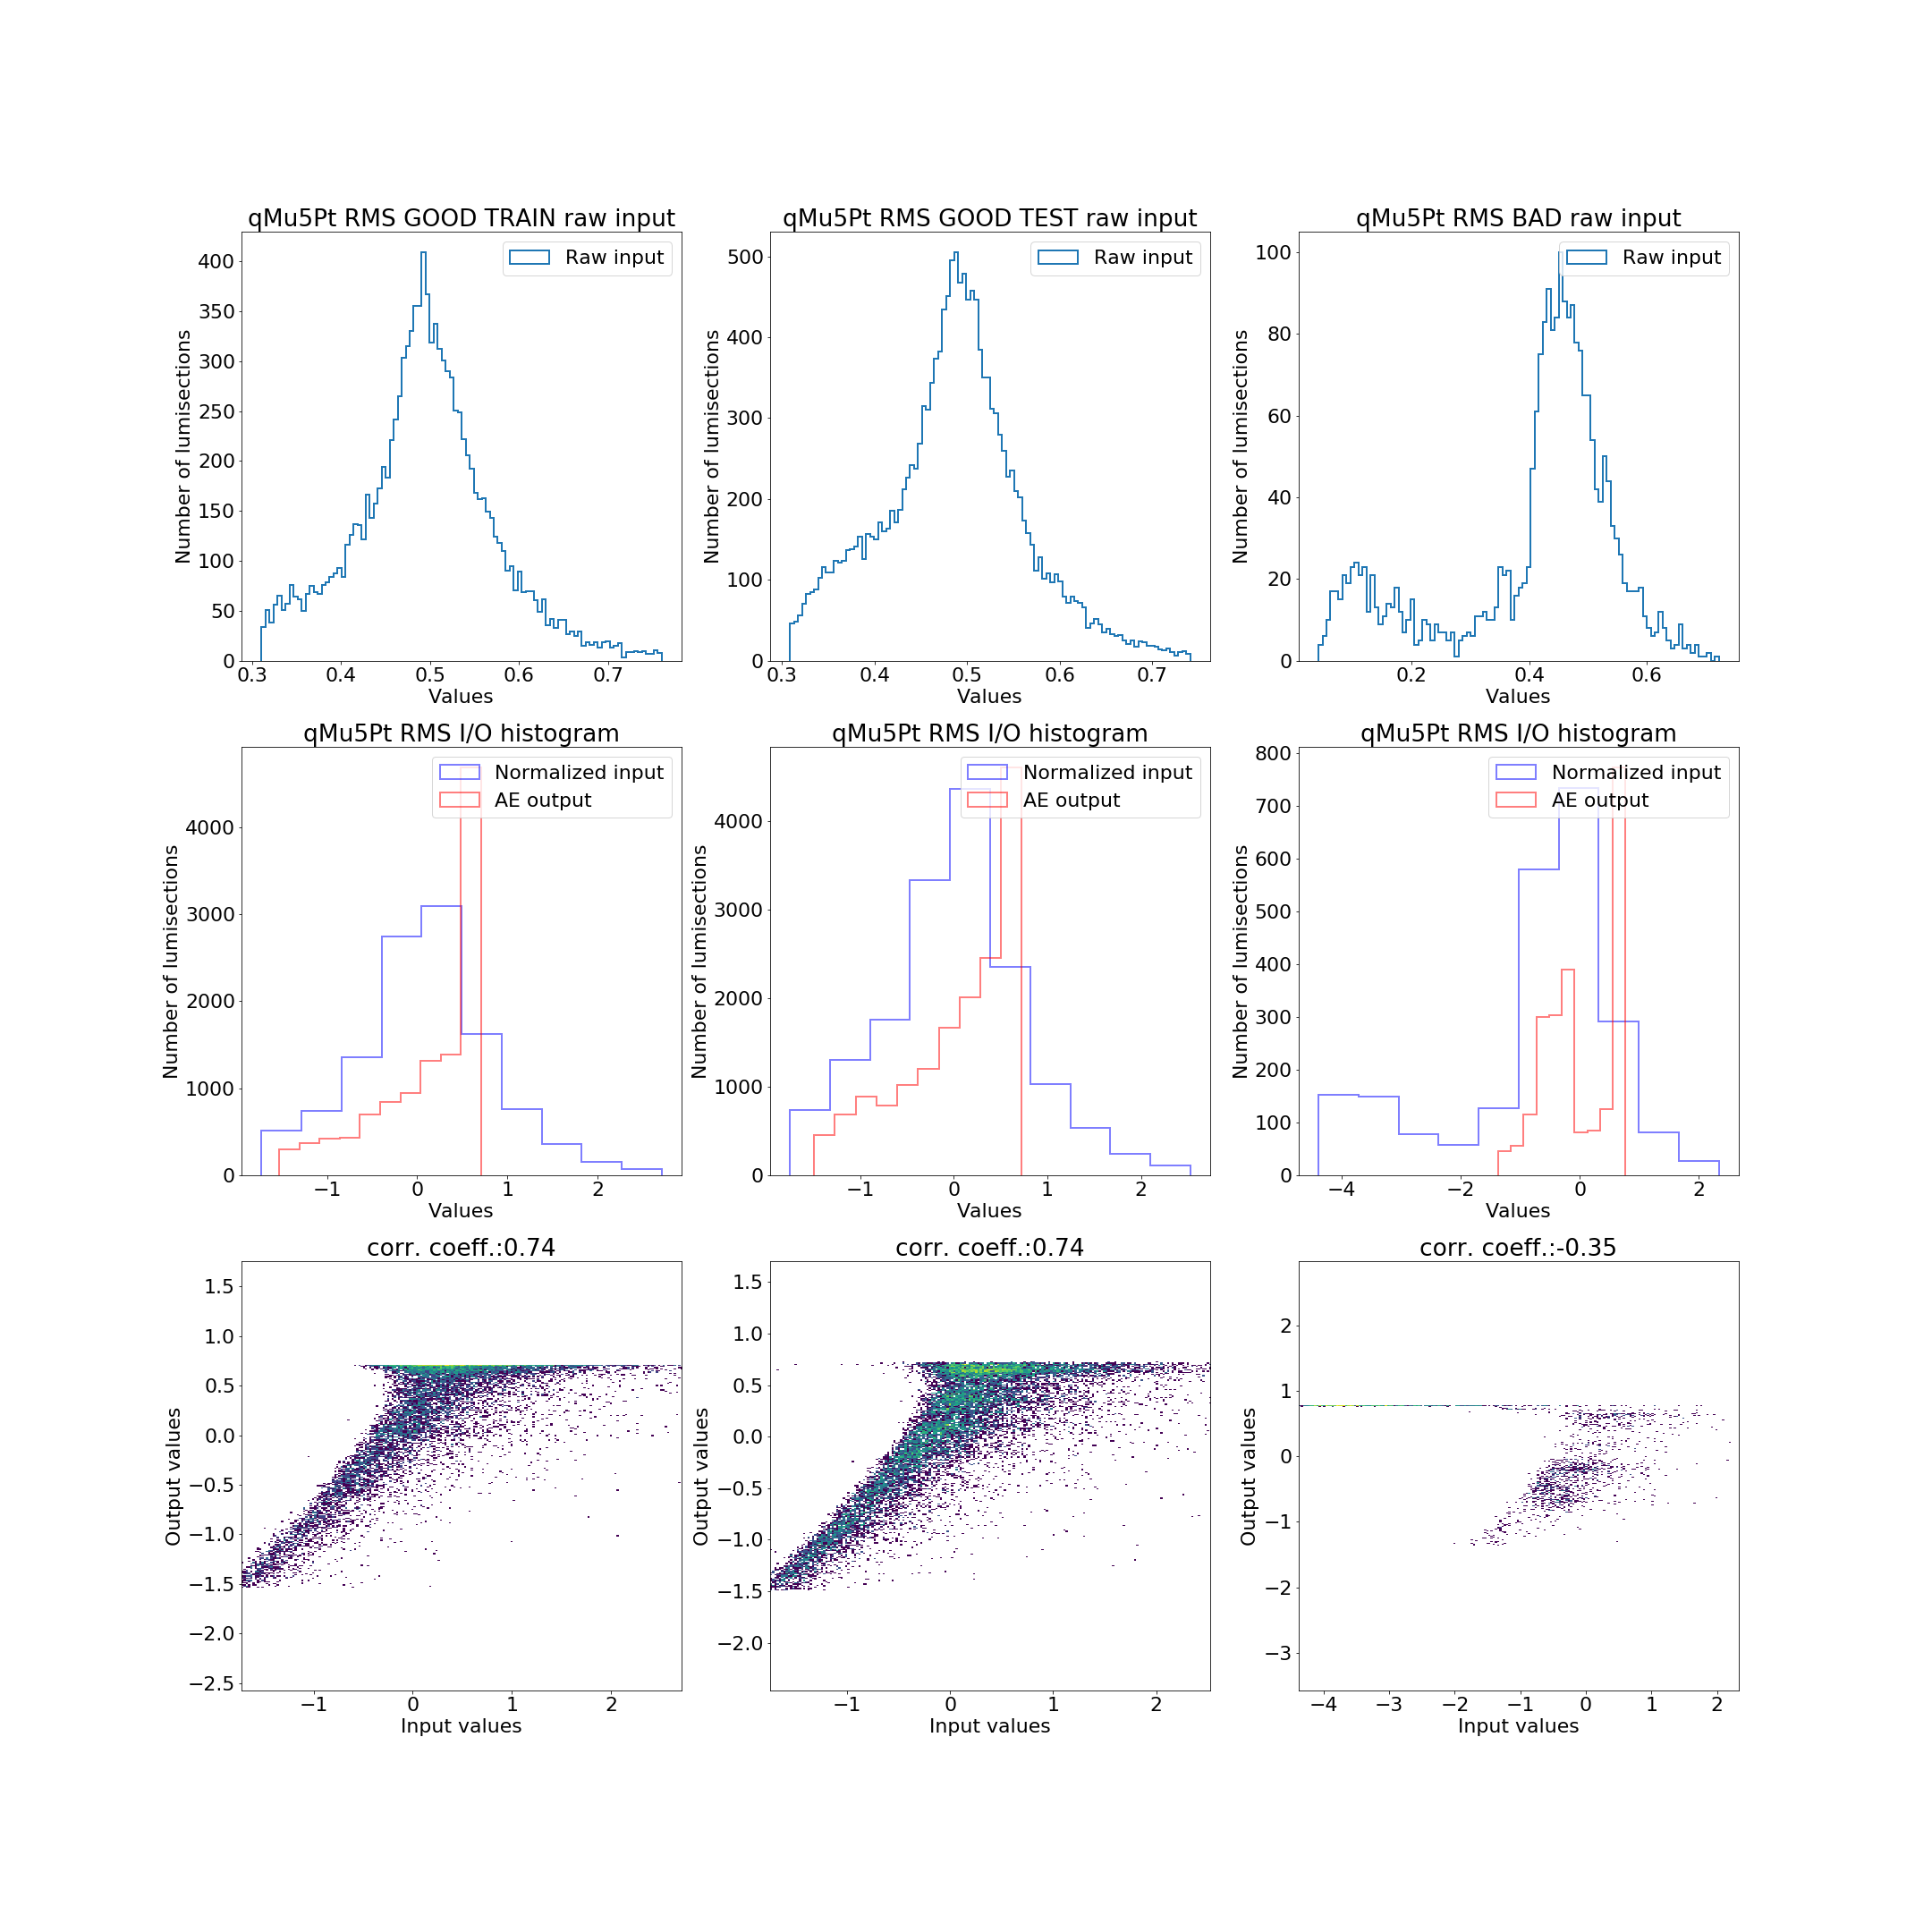 qMu5Pt RMS GOOD TRAIN raw input
Raw input
Number of lumisections
400
350
300
250
200
150
100
50
0
0.3 0.4 0.5 0.6 0.7
Values
qMu5Pt RMS GOOD TEST raw input
Raw input
Number of lumisections
500
400
300
200
100
0
0.3 0.4 0.5 0.6 0.7
Values
qMu5Pt RMS BAD raw input
Raw input
Number of lumisections
100
80
60
40
20
0
0.2 0.4 0.6
Values
qMu5Pt RMS I/O histogram
Normalized input
AE output
Number of lumisections
4000
3000
2000
1000
0
−1 0 1 2
Values
qMu5Pt RMS I/O histogram
Normalized input
AE output
Number of lumisections
4000
3000
2000
1000
0
−1 0 1 2
Values
qMu5Pt RMS I/O histogram
Normalized input
AE output
Number of lumisections
800
700
600
500
400
300
200
100
0
−4 −2 0 2
Values
corr. coeff.:0.74
Output values
1.5
1.0
0.5
0.0
−0.5
−1.0
−1.5
−2.0
−2.5
−1 0 1 2
Input values
corr. coeff.:0.74
Output values
1.5
1.0
0.5
0.0
−0.5
−1.0
−1.5
−2.0
−1 0 1 2
Input values
corr. coeff.:-0.35
Output values
2
1
0
−1
−2
−3
−4 −3 −2 −1 0 1 2
Input values